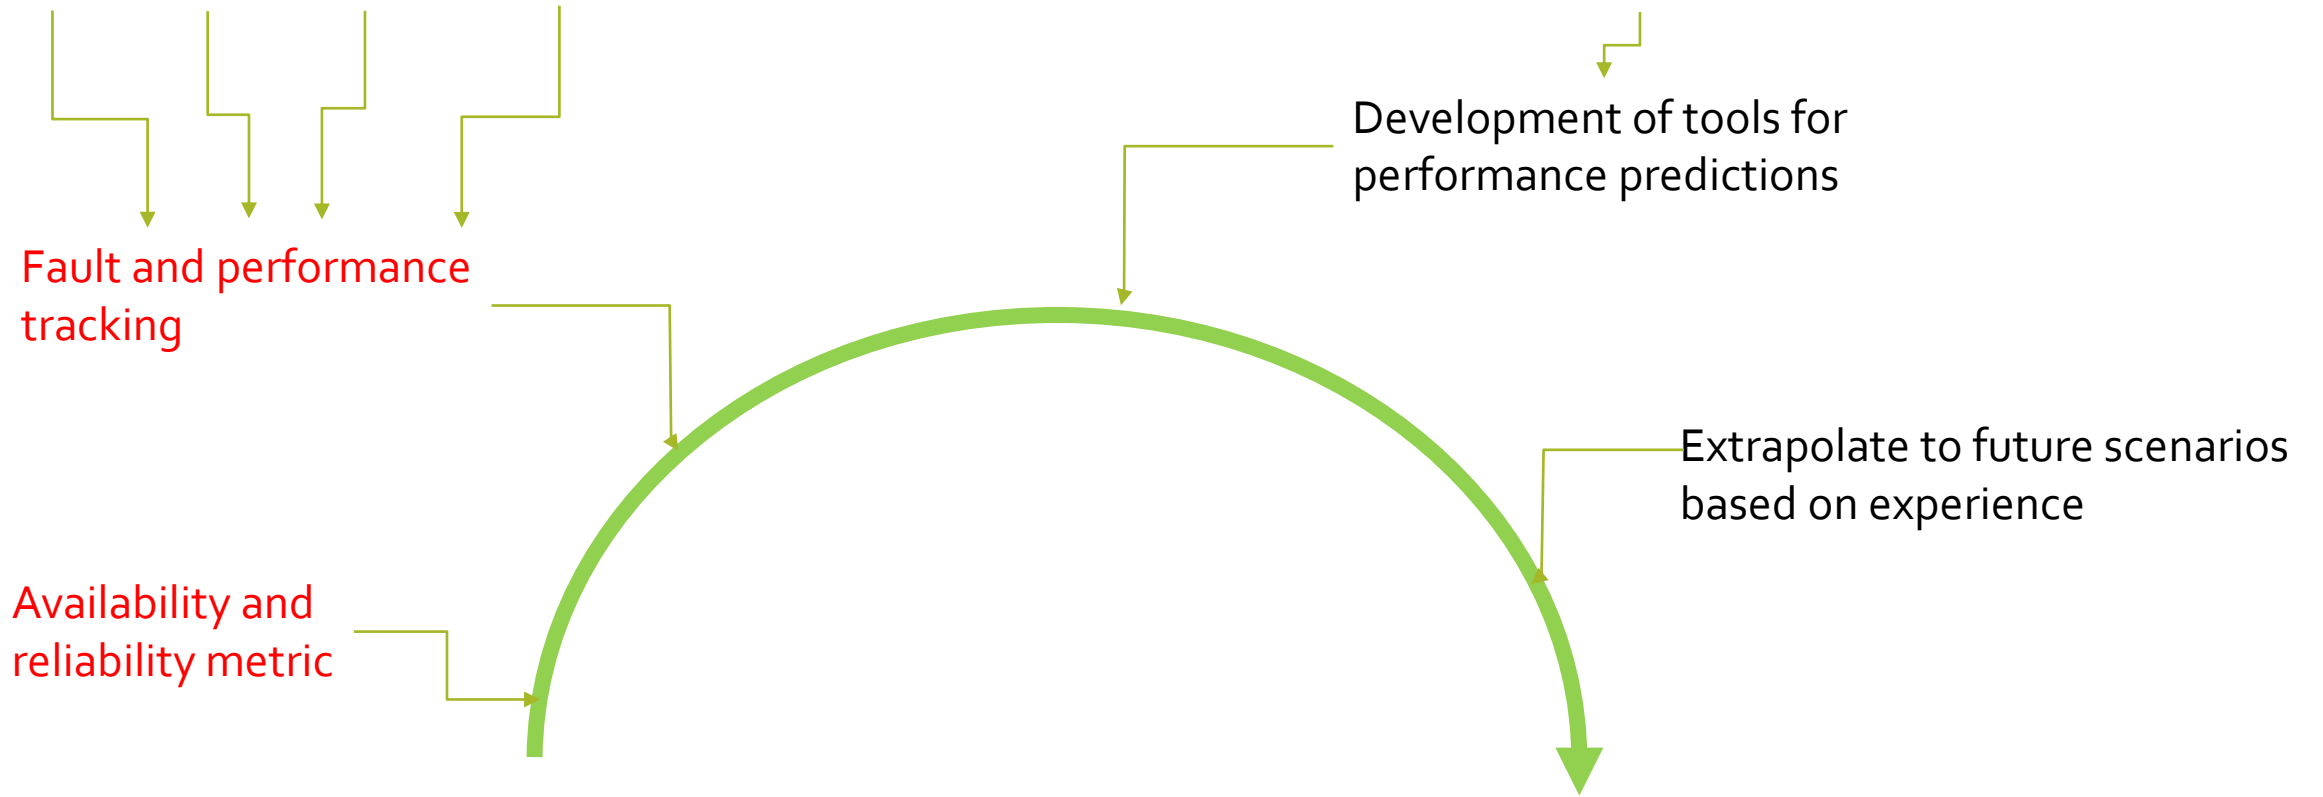 Development of tools for
performance predictions
Fault and performance
tracking
Extrapolate to future scenarios
based on experience
Availability and
reliability metric